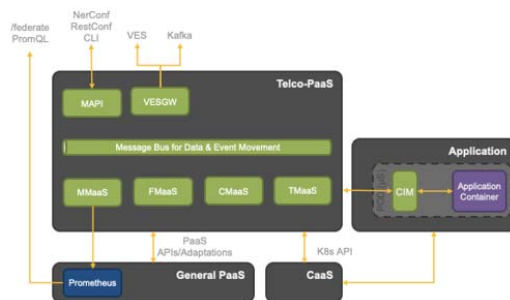 /federate
PromQL
NerConf
RestConf
CLI
VES
Kafka
Telco-PaaS
MAPI
VESGW
Message Bus for Data & Event Movement
MMaaS
FMaaS
CMaaS
TMaaS
Application
CIM
Application
Container
PaaS
APIs/Adaptations
K8s API
General PaaS
Prometheus
CaaS